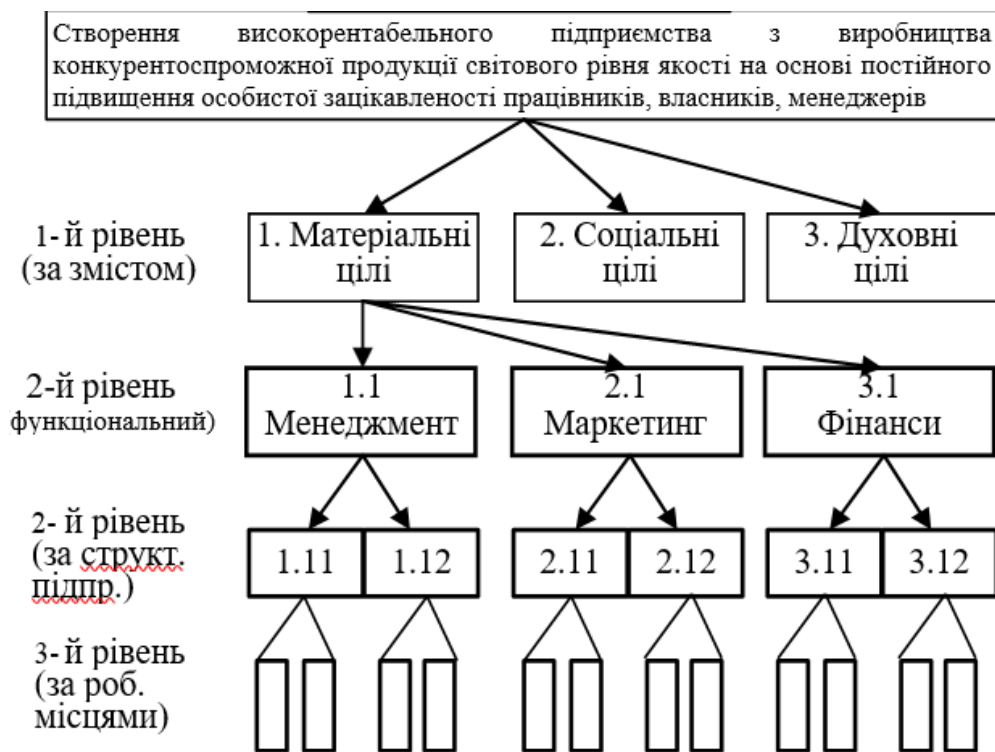 Створення високорентабельного підприємства з виробництва
конкурентоспроможної продукції світового рівня якості на основі постійного
підвищення особистої зацікавленості працівників, власників, менеджерів
1- й рівень
(за змістом)
1. Матеріальні
цілі
2. Соціальні
цілі
3. Духовні
цілі
2-й рівень
функціональний)
1.1
Менеджмент
2.1
Маркетинг
3.1
Фінанси
2- й рівень
(за структ.
підпр.)
1.11
1.12
2.11
2.12
3.11
3.12
3- й рівень
(за роб.
місцями)